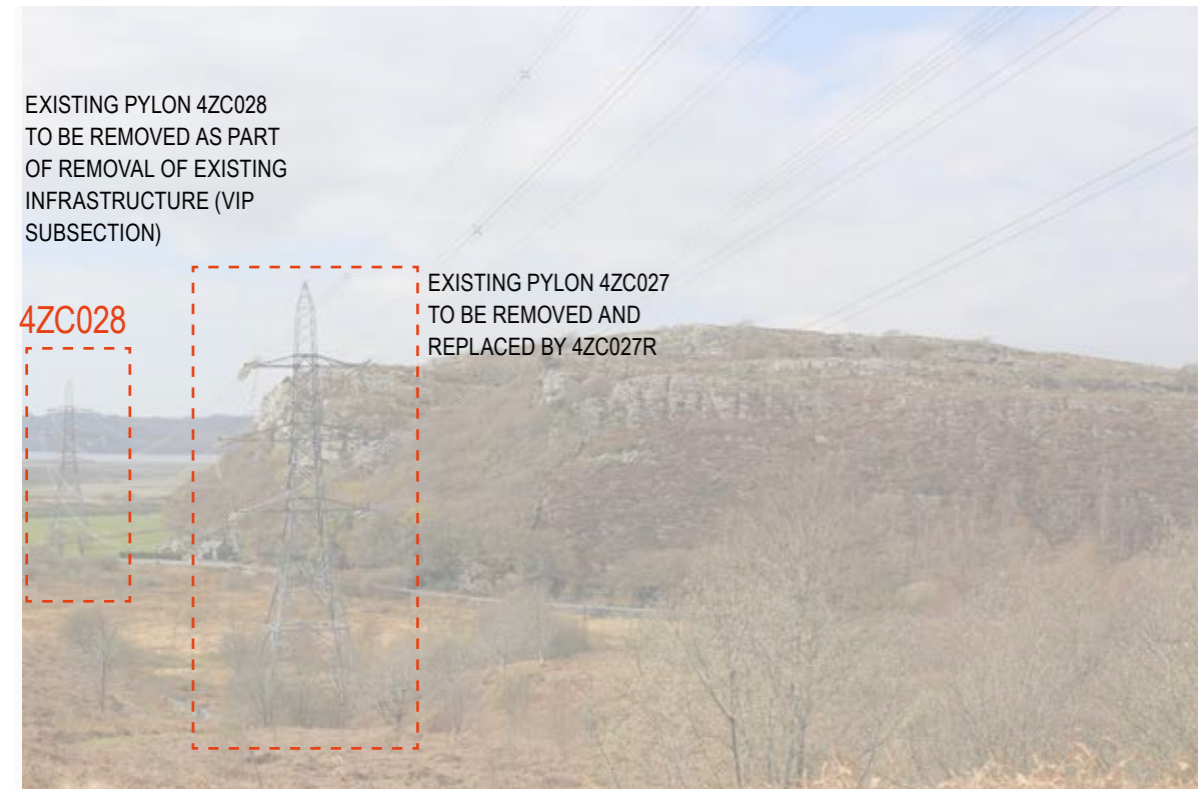 EXISTING PYLON 4ZC028
TO BE REMOVED AS PART
OF REMOVAL OF EXISTING
INFRASTRUCTURE (VIP
SUBSECTION)
4ZC028
EXISTING PYLON 4ZC027
TO BE REMOVED AND
REPLACED BY 4ZC027R